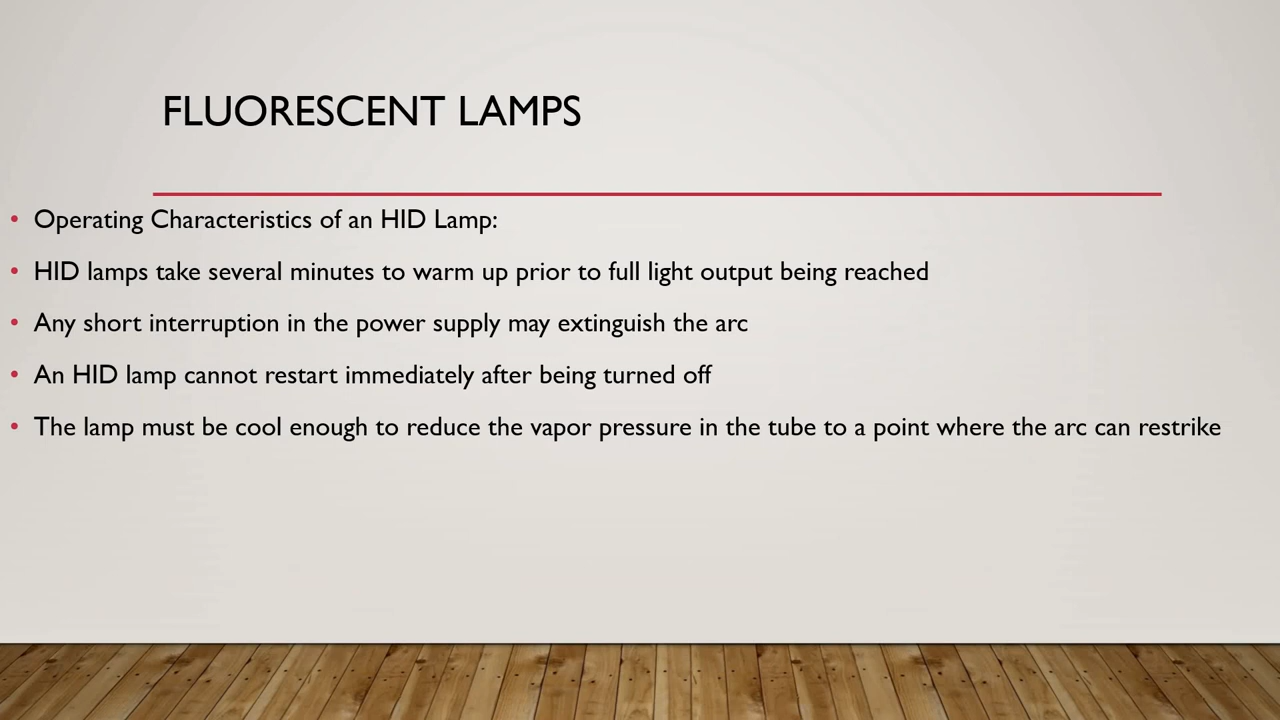 FLUORESCENT LAMPS
• Operating Characteristics of an HID Lamp:
• HID lamps take several minutes to warm up prior to full light output being reached
• Any short interruption in the power supply may extinguish the arc
• An HID lamp cannot restart immediately after being turned off
• The lamp must be cool enough to reduce the vapor pressure in the tube to a point where the arc can restrike